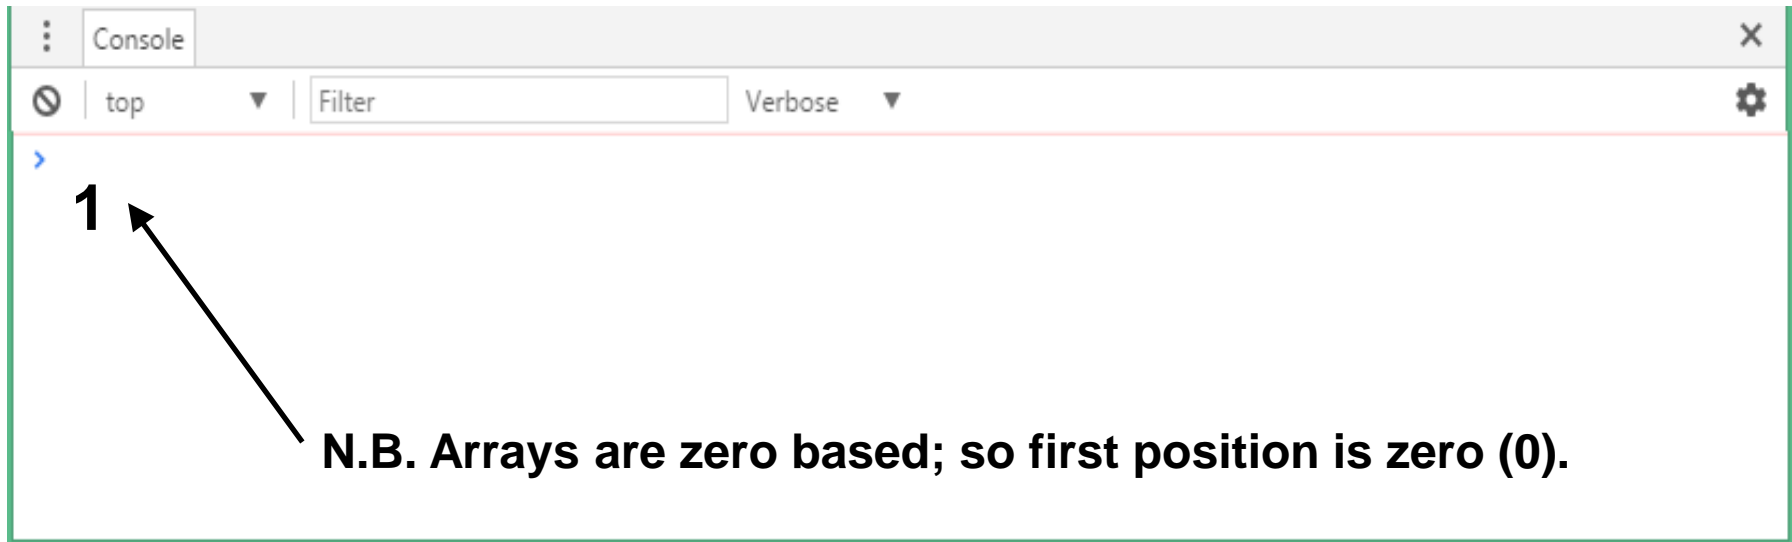 Console
top Filter Verbose
1
N.B. Arrays are zero based; so first position is zero (0).